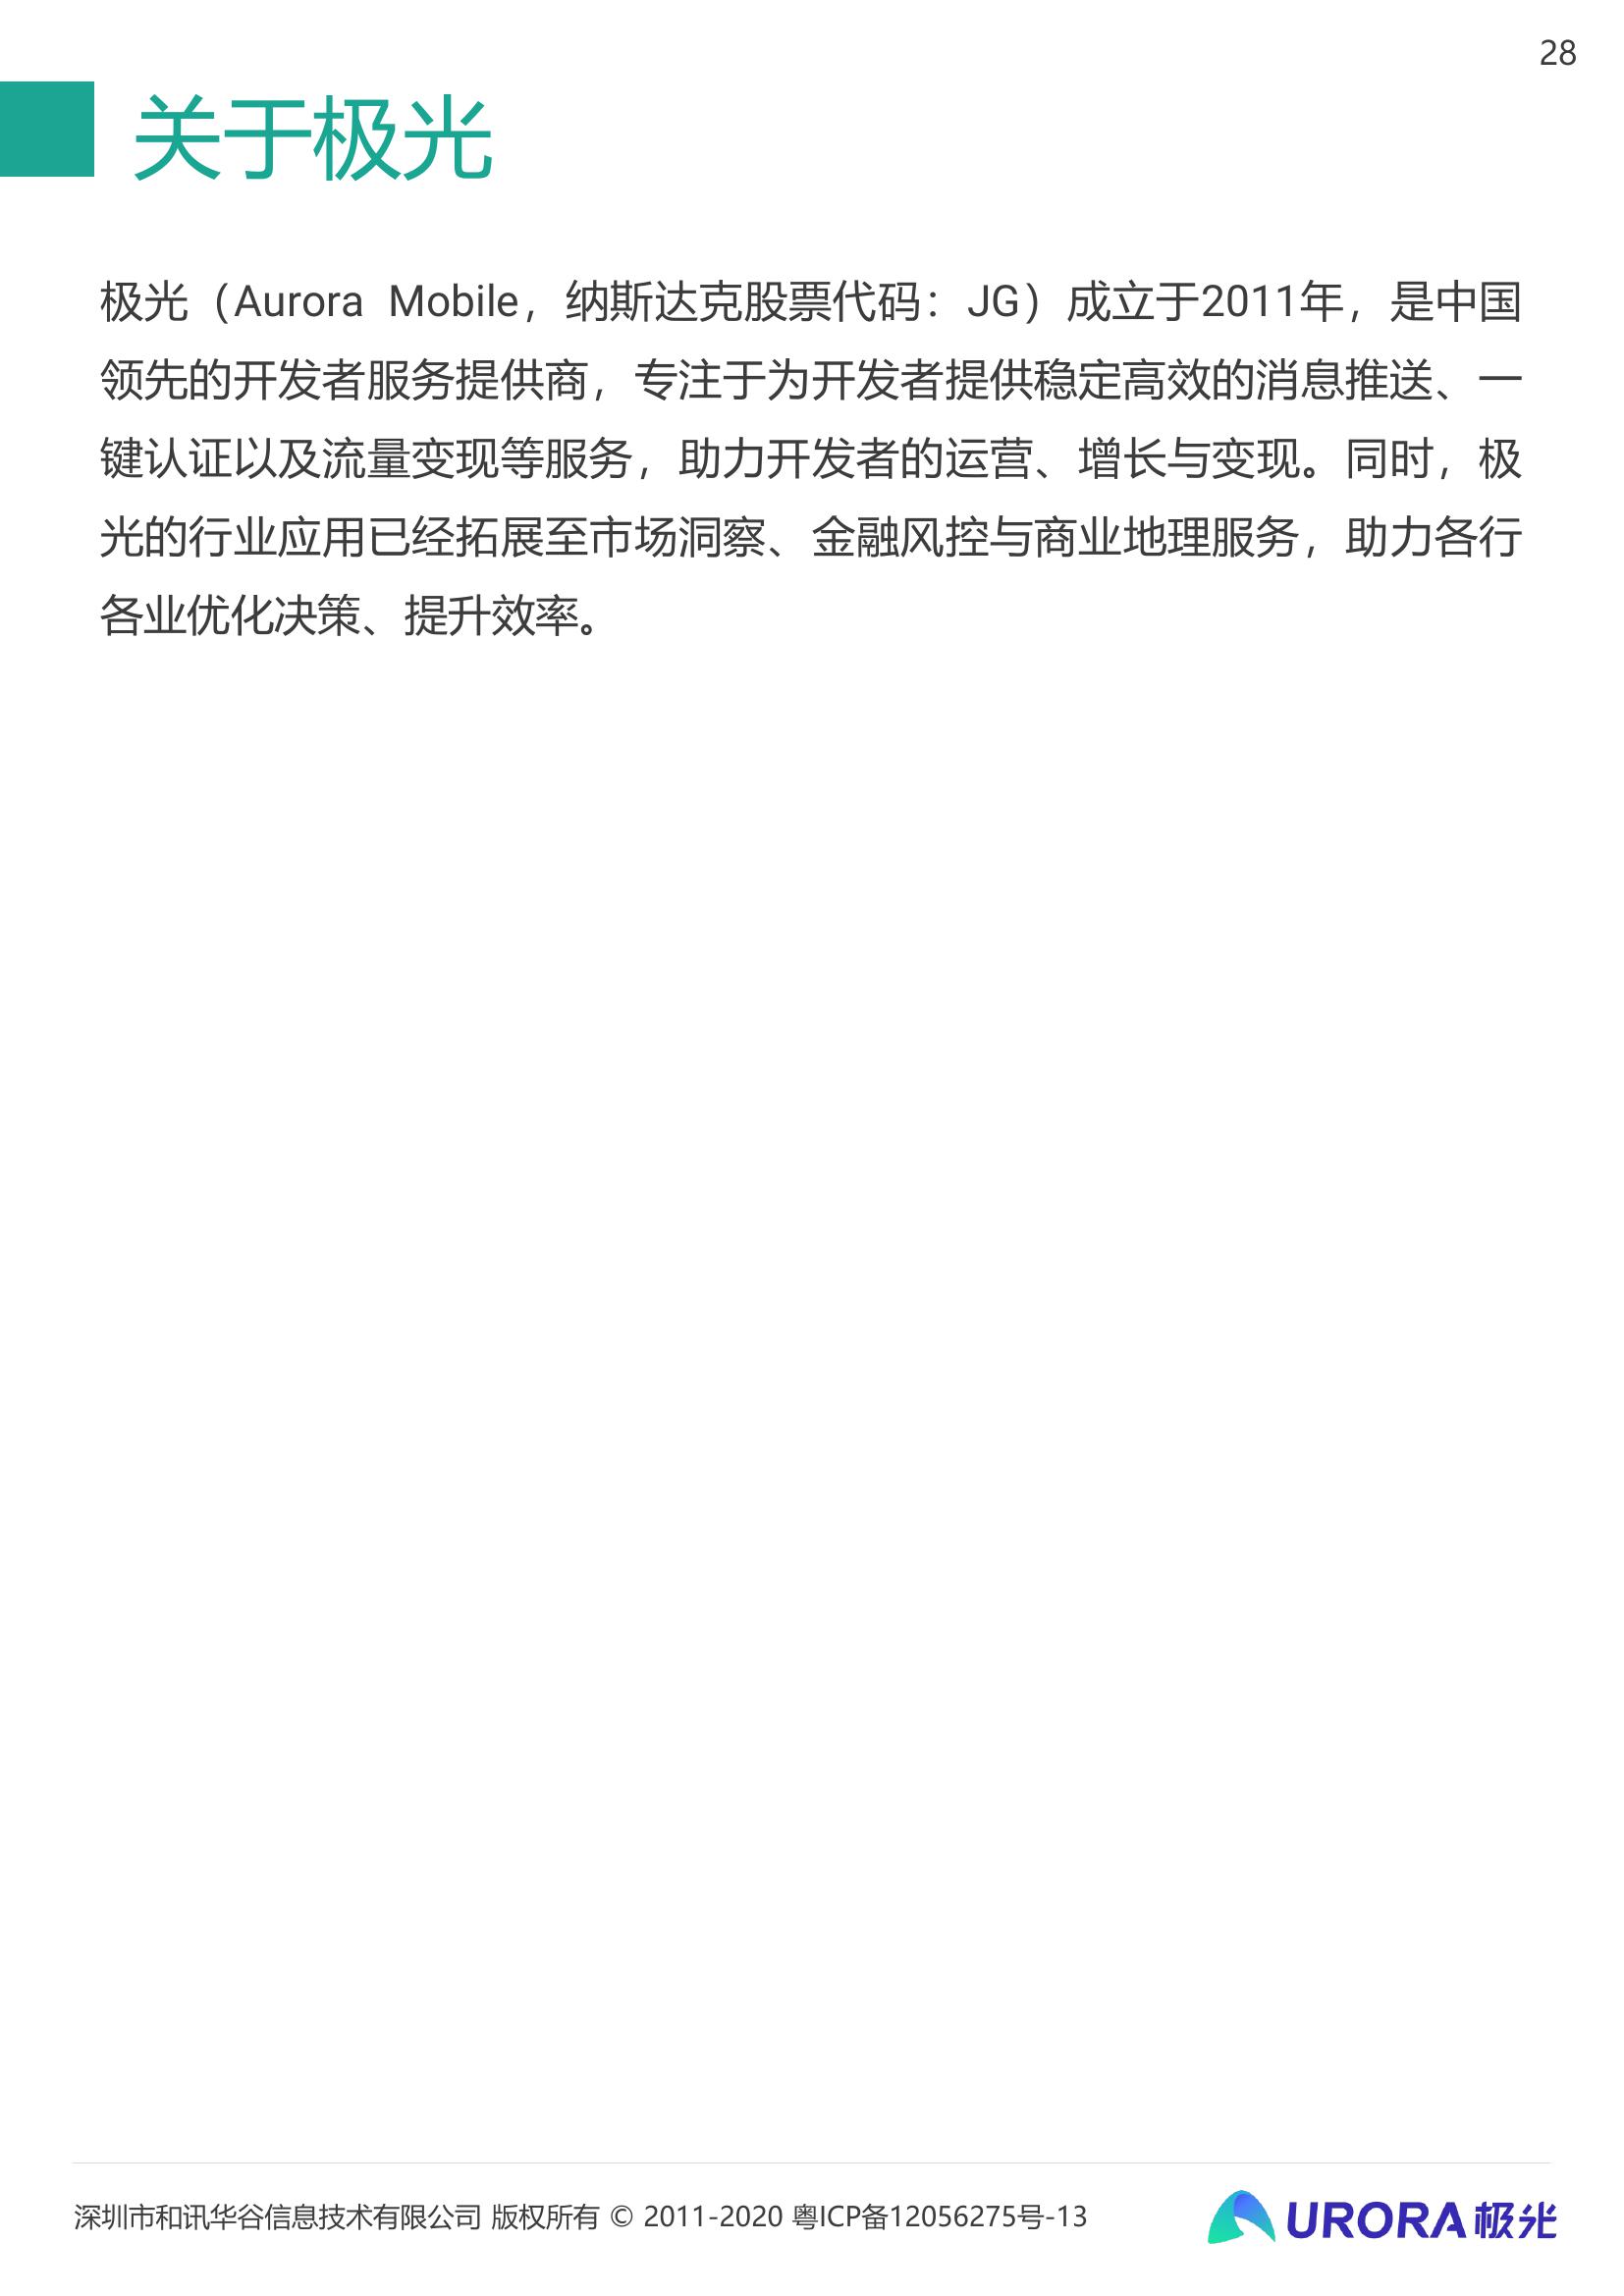 28
关于极光
极光（Aurora Mobile，纳斯达克股票代码：JG）成立于2011年，是中国
领先的开发者服务提供商，专注于为开发者提供稳定高效的消息推送、一
键认证以及流量变现等服务，助力开发者的运营、增长与变现。同时，极
光的行业应用已经拓展至市场洞察、金融风控与商业地理服务，助力各行
各业优化决策、提升效率。
深圳市和讯华谷信息技术有限公司 版权所有 © 2011-2020 粤ICP备12056275号-13
URORA极光